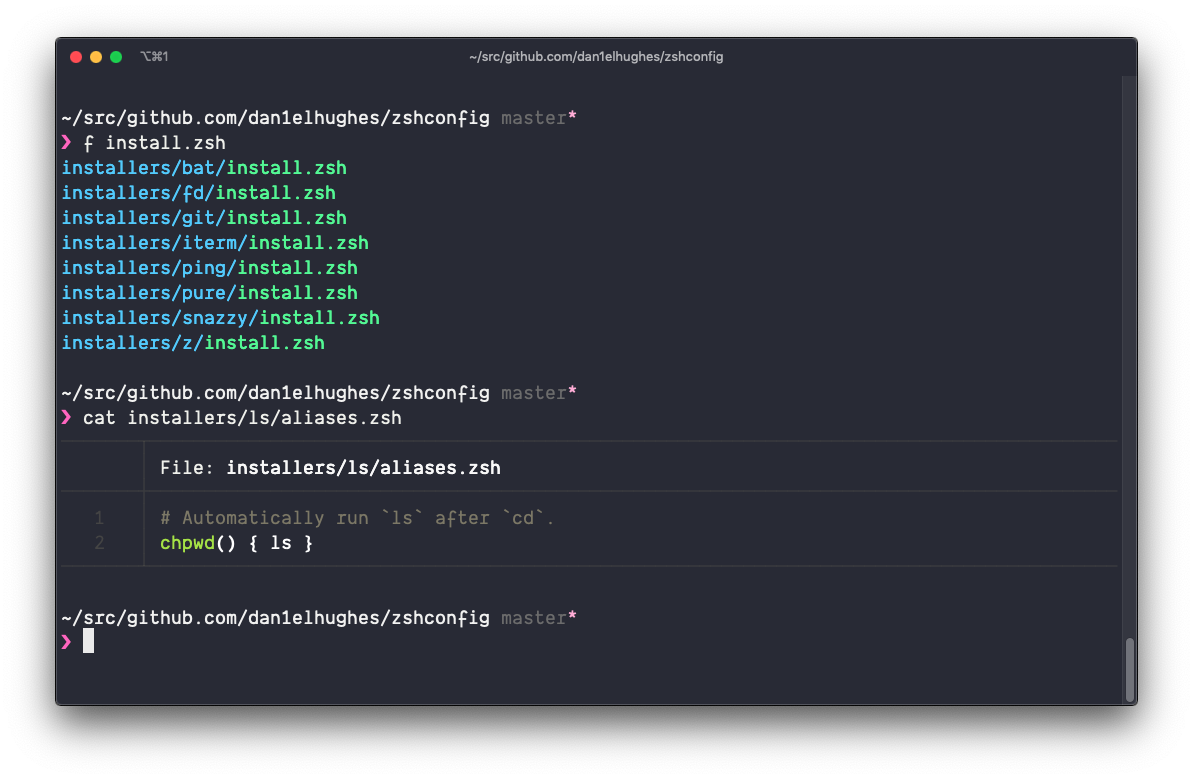 ⌥⌘1 ~/src/github.com/dan1elhughes/zshconfig
~/src/github.com/dan1elhughes/zshconfig master*
❯ f install.zsh
installers/bat/install.zsh
installers/fd/install.zsh
installers/git/install.zsh
installers/iterm/install.zsh
installers/ping/install.zsh
installers/pure/install.zsh
installers/snazzy/install.zsh
installers/z/install.zsh
~/src/github.com/dan1elhughes/zshconfig master*
❯ cat installers/ls/aliases.zsh
File: installers/ls/aliases.zsh
1 # Automatically run `ls` after `cd`.
2 chpwd() { ls }
~/src/github.com/dan1elhughes/zshconfig master*
❯